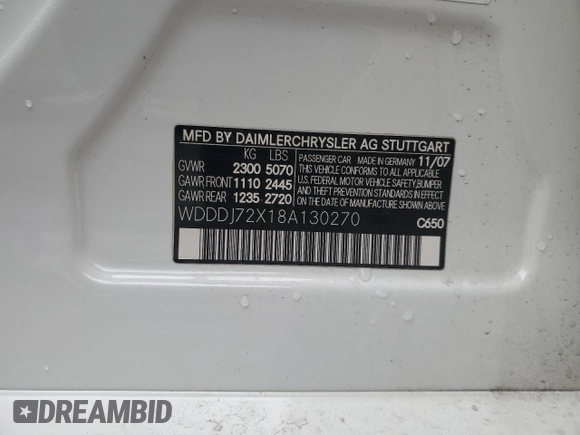 MFD BY DAIMLERCHRYSLER AG STUTTGART
KG LBS
GVWR 2300 5070
GAWR FRONT 1110 2445
GAWR REAR 1235 2720
PASSENGER CAR MADE IN GERMANY 11/07
THIS VEHICLE CONFORMS TO ALL APPLICABLE
U.S. FEDERAL MOTOR VEHICLE SAFETY, BUMPER
AND THEFT PREVENTION STANDARDS IN EFFECT
ON THE DATE OF MANUFACTURE SHOWN ABOVE.
WDDDJ72X18A130270
C650
DREAMBID